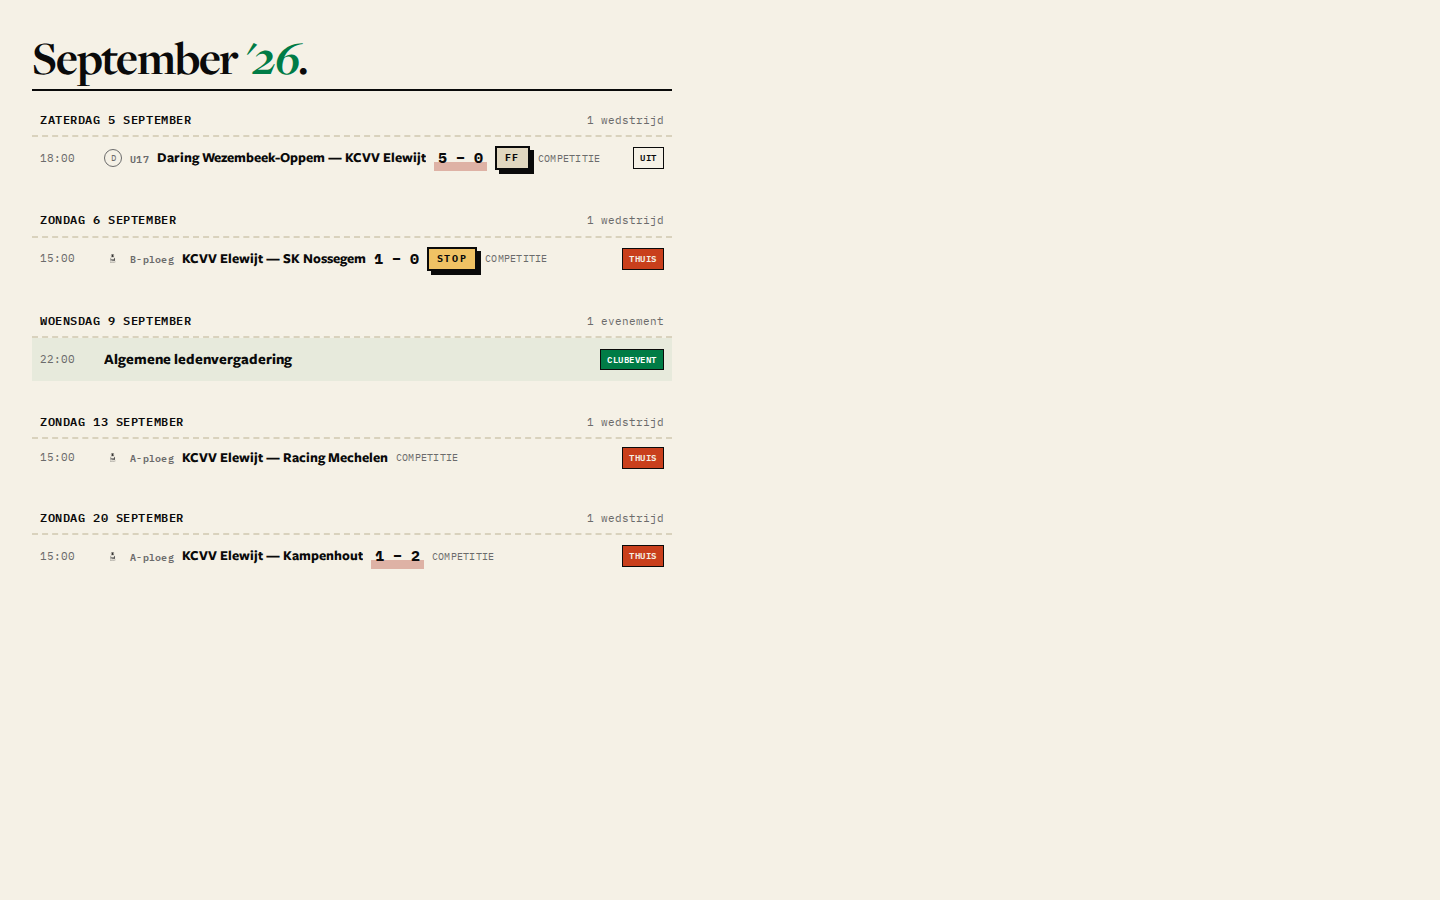 September '26.
ZATERDAG 5 SEPTEMBER 1 wedstrijd
18:00 D U17 Daring Wezembeek-Oppem — KCVV Elewijt 5 – 0 FF COMPETITIE UIT
ZONDAG 6 SEPTEMBER 1 wedstrijd
15:00 B-ploeg KCVV Elewijt — SK Nossegem 1 – 0 STOP COMPETITIE THUIS
WOENSDAG 9 SEPTEMBER 1 evenement
22:00 Algemene ledenvergadering CLUBEVENT
ZONDAG 13 SEPTEMBER 1 wedstrijd
15:00 A-ploeg KCVV Elewijt — Racing Mechelen COMPETITIE THUIS
ZONDAG 20 SEPTEMBER 1 wedstrijd
15:00 A-ploeg KCVV Elewijt — Kampenhout 1 – 2 COMPETITIE THUIS